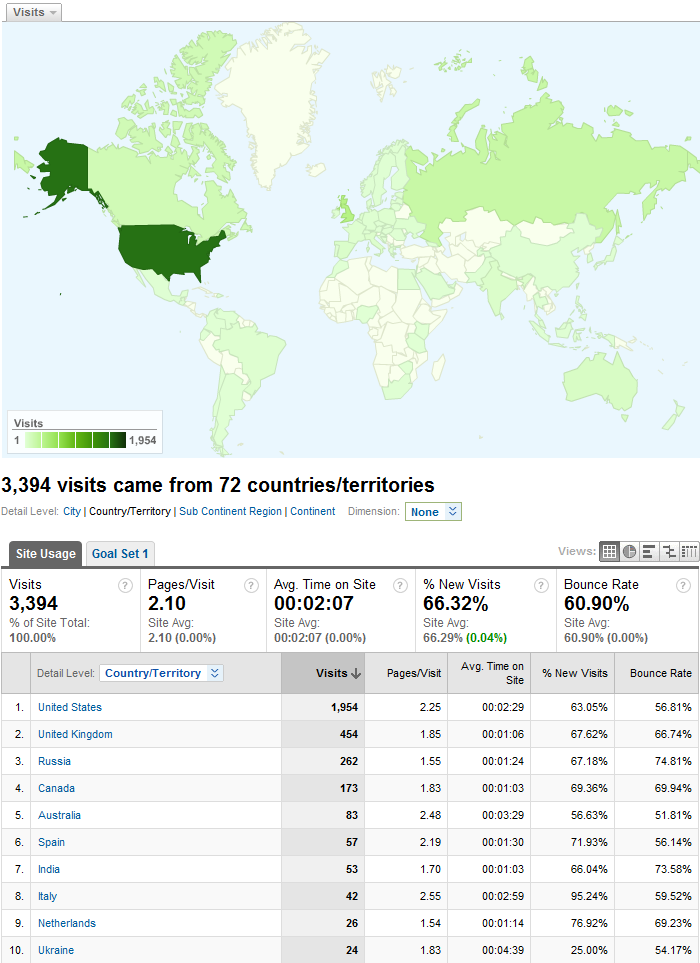 Visits
Visits
1 1,954
3,394 visits came from 72 countries/territories
Detail Level: City | Country/Territory | Sub Continent Region | Continent Dimension: None
Site Usage Goal Set 1 Views:
Visits ? Pages/Visit ? Avg. Time on Site ? % New Visits ? Bounce Rate ?
3,394 2.10 00:02:07 66.32% 60.90%
% of Site Total: Site Avg: Site Avg: Site Avg: Site Avg:
100.00% 2.10 (0.00%) 00:02:07 (0.00%) 66.29% (0.04%) 60.90% (0.00%)
Detail Level: Country/Territory Visits Pages/Visit Avg. Time on Site % New Visits Bounce Rate
1. United States 1,954 2.25 00:02:29 63.05% 56.81%
2. United Kingdom 454 1.85 00:01:06 67.62% 66.74%
3. Russia 262 1.55 00:01:24 67.18% 74.81%
4. Canada 173 1.83 00:01:03 69.36% 69.94%
5. Australia 83 2.48 00:03:29 56.63% 51.81%
6. Spain 57 2.19 00:01:30 71.93% 56.14%
7. India 53 1.70 00:01:03 66.04% 73.58%
8. Italy 42 2.55 00:02:59 95.24% 59.52%
9. Netherlands 26 1.54 00:01:14 76.92% 69.23%
10. Ukraine 24 1.83 00:04:39 25.00% 54.17%